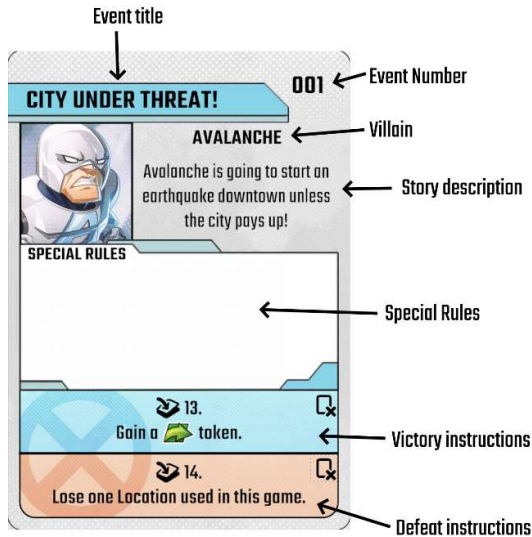 Event title
001
Event Number
CITY UNDER THREAT!
AVALANCHE
Villain
Avalanche is going to start an
earthquake downtown unless
the city pays up!
Story description
SPECIAL RULES
Special Rules
13.
Gain a token.
Victory instructions
14.
Lose one Location used in this game.
Defeat instructions